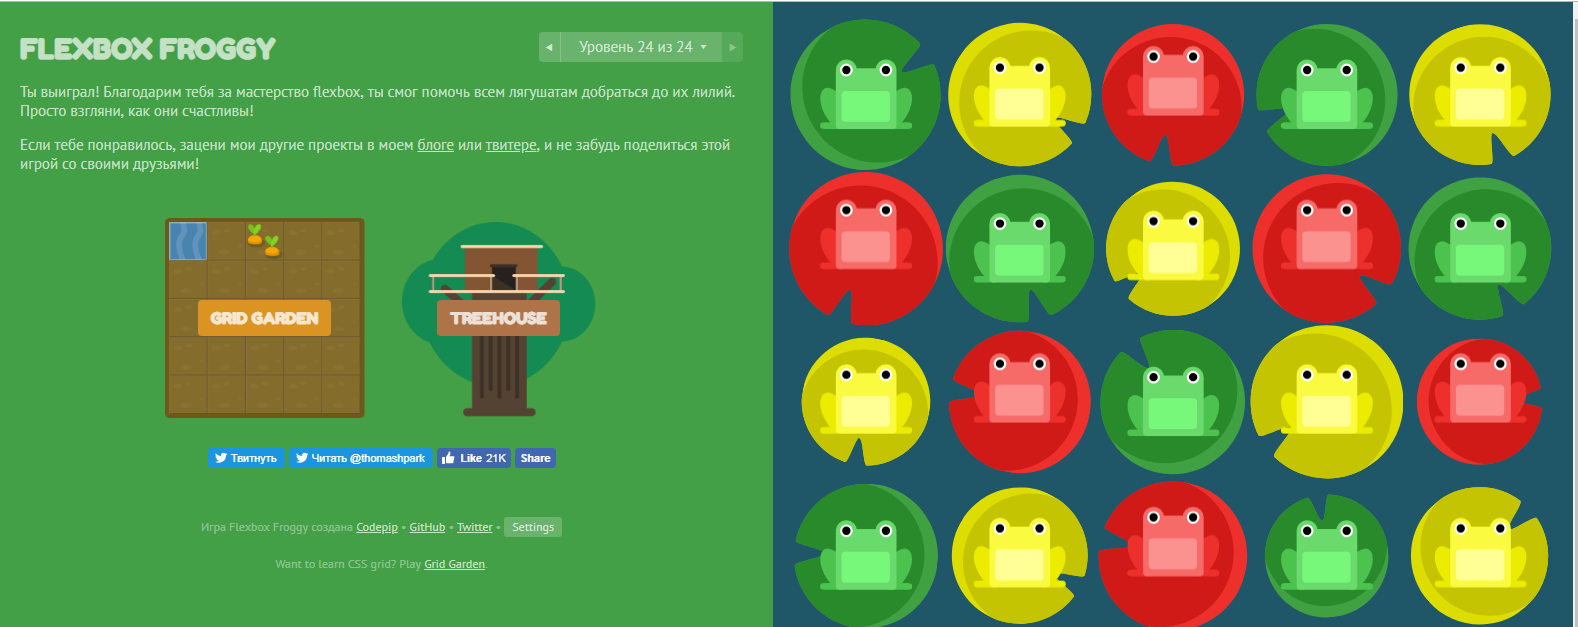 FLEXBOX FROGGY
Уровень 24 из 24
Ты выиграл! Благодарим тебя за мастерство flexbox, ты смог помочь всем лягушатам добраться до их лилий.
Просто взгляни, как они счастливы!
Если тебе понравилось, зацени мои другие проекты в моем блоге или твитере, и не забудь поделиться этой
игрой со своими друзьями!
GRID GARDEN
TREEHOUSE
Твитнуть Читать @thomashpark Like 21K Share
Игра Flexbox Froggy создана Codepip • GitHub • Twitter • Settings
Want to learn CSS grid? Play Grid Garden.